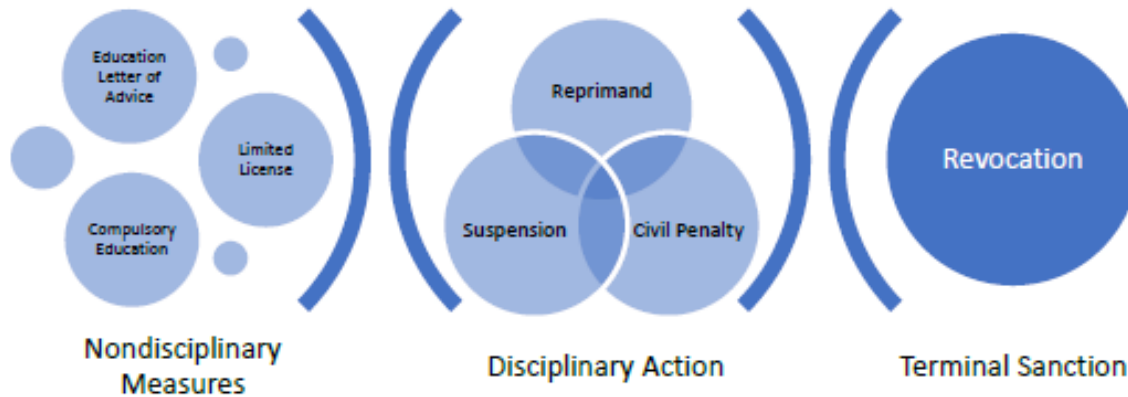 Education
Letter of
Advice
Limited
License
Compulsory
Education
Nondisciplinary
Measures
Reprimand
Suspension
Civil Penalty
Disciplinary Action
Revocation
Terminal Sanction